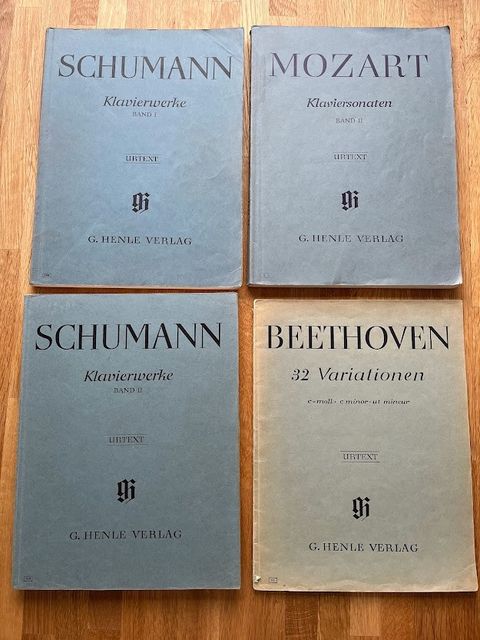 SCHUMANN
Klavierwerke
BAND I
URTEXT
G. HENLE VERLAG
MOZART
Klaviersonaten
BAND II
URTEXT
G. HENLE VERLAG
SCHUMANN
Klavierwerke
BAND II
URTEXT
G. HENLE VERLAG
BEETHOVEN
32 Variationen
c-moll · c minor · ut mineur
URTEXT
G. HENLE VERLAG